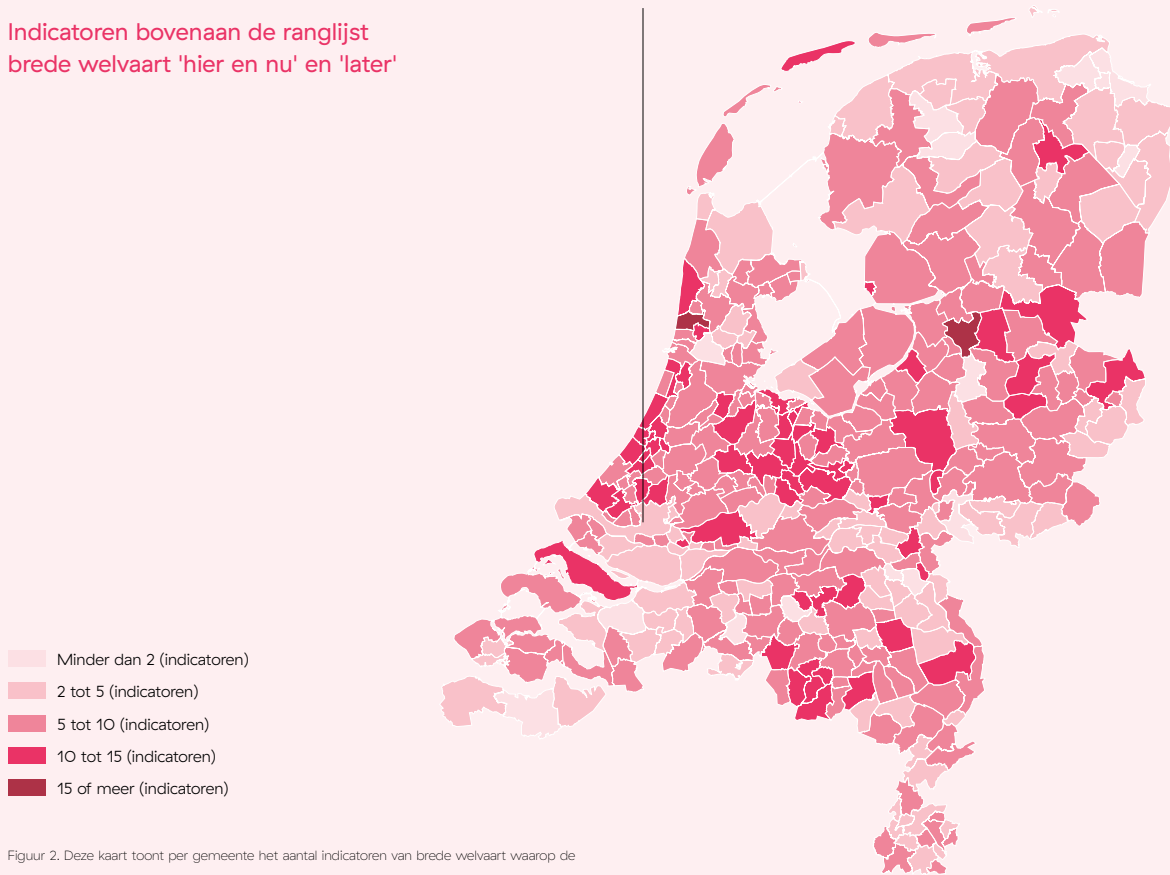 Indicatoren bovenaan de ranglijst
brede welvaart 'hier en nu' en 'later'
Minder dan 2 (indicatoren)
2 tot 5 (indicatoren)
5 tot 10 (indicatoren)
10 tot 15 (indicatoren)
15 of meer (indicatoren)
Figuur 2. Deze kaart toont per gemeente het aantal indicatoren van brede welvaart waarop de